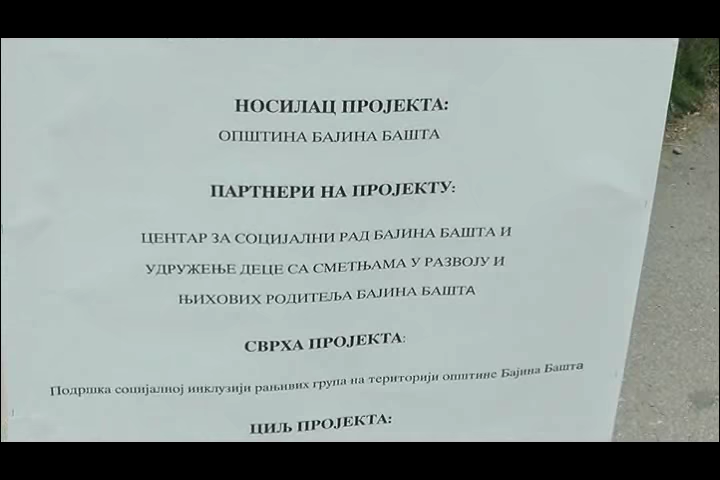 НОСИЛАЦ ПРОЈЕКТА:
ОПШТИНА БАЈИНА БАШТА
ПАРТНЕРИ НА ПРОЈЕКТУ:
ЦЕНТАР ЗА СОЦИЈАЛНИ РАД БАЈИНА БАШТА И
УДРУЖЕЊЕ ДЕЦЕ СА СМЕТЊАМА У РАЗВОЈУ И
ЊИХОВИХ РОДИТЕЉА БАЈИНА БАШТА
СВРХА ПРОЈЕКТА:
Подршка социјалној инклузији рањивих група на територији општине Бајина Башта
ЦИЉ ПРОЈЕКТА: